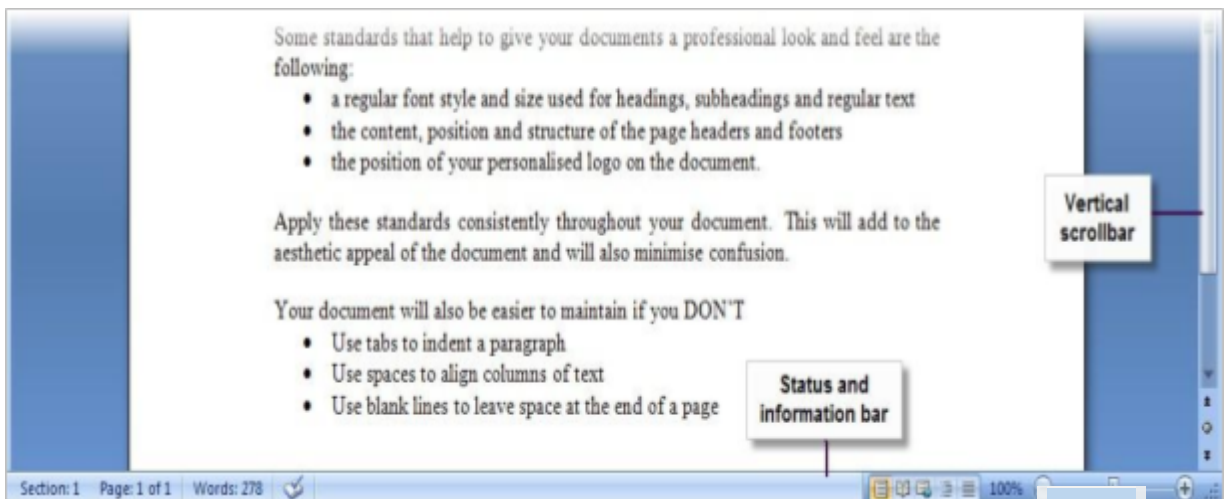 Some standards that help to give your documents a professional look and feel are the
following:
• a regular font style and size used for headings, subheadings and regular text
• the content, position and structure of the page headers and footers
• the position of your personalised logo on the document.
Apply these standards consistently throughout your document. This will add to the
aesthetic appeal of the document and will also minimise confusion.
Your document will also be easier to maintain if you DON'T
• Use tabs to indent a paragraph
• Use spaces to align columns of text
• Use blank lines to leave space at the end of a page
Vertical
scrollbar
Status and
information bar
Section: 1 Page: 1 of 1 Words: 278 100%